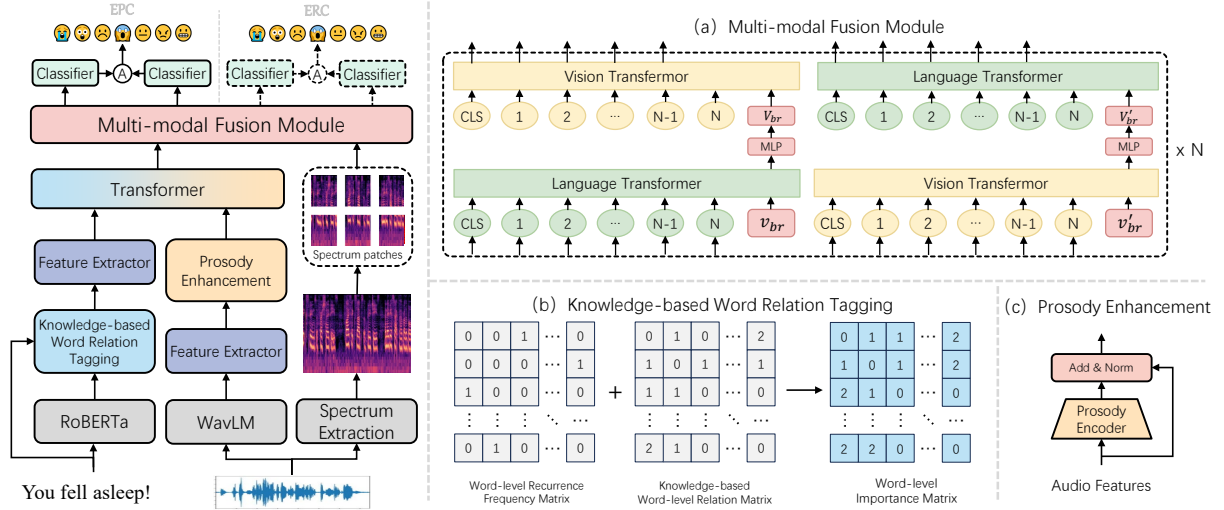 EPC
ERC
Classifier
A
Classifier
Classifier
A
Classifier
Multi-modal Fusion Module
Transformer
Spectrum patches
Feature Extractor
Prosody
Enhancement
Knowledge-based
Word Relation
Tagging
Feature Extractor
RoBERTa
WavLM
Spectrum
Extraction
You fell asleep!
(a) Multi-modal Fusion Module
Vision Transfermor
CLS 1 2 ... N-1 N V_br
MLP
Language Transformer
CLS 1 2 ... N-1 N v_br
Language Transformer
CLS 1 2 ... N-1 N V'_br
MLP
Vision Transfermor
CLS 1 2 ... N-1 N v'_br
x N
(b) Knowledge-based Word Relation Tagging
0 0 1 ... 0
0 0 0 ... 1
1 0 0 ... 0
0 1 0 ... 0
Word-level Recurrence
Frequency Matrix
+
0 1 0 ... 2
1 0 1 ... 1
1 1 0 ... 0
2 1 0 ... 0
Knowledge-based
Word-level Relation Matrix
0 1 1 ... 2
1 0 1 ... 2
2 1 0 ... 0
2 2 0 ... 0
Word-level
Importance Matrix
(c) Prosody Enhancement
Add & Norm
Prosody
Encoder
Audio Features